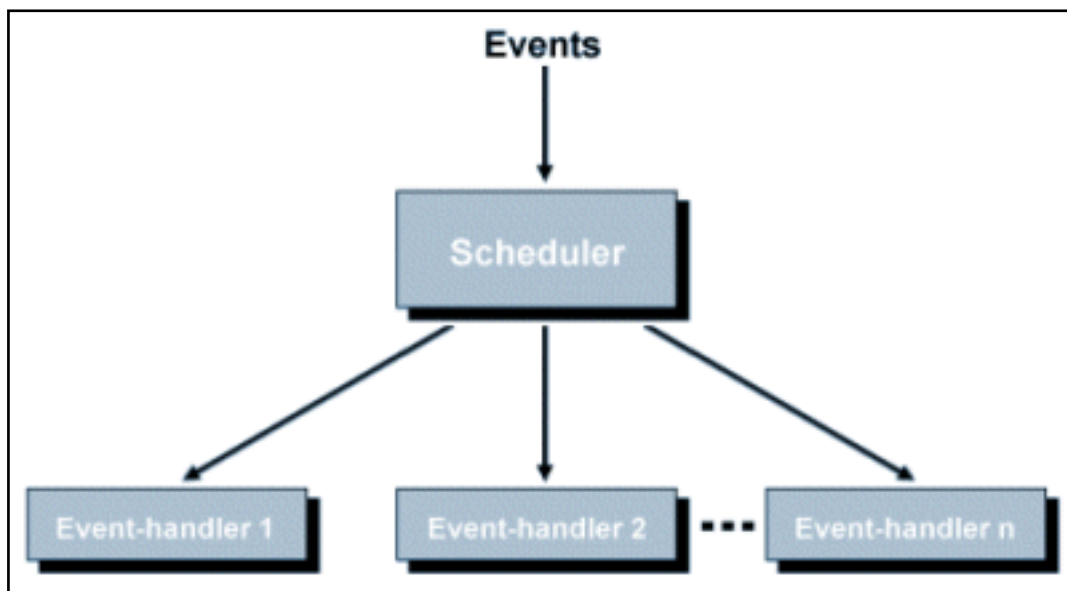 Events
Scheduler
Event-handler 1
Event-handler 2
Event-handler n